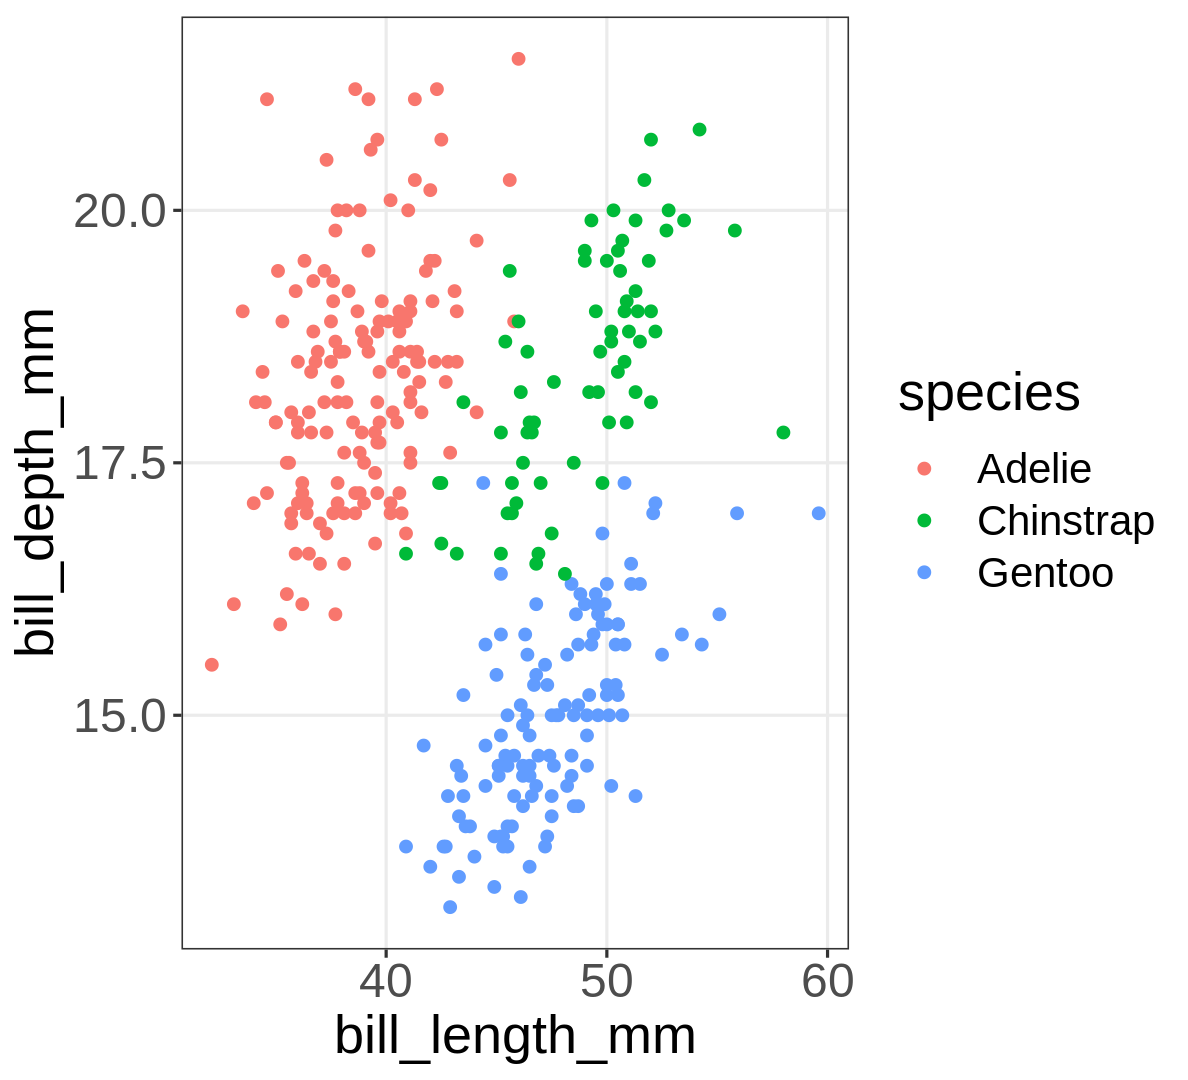 bill_depth_mm
20.0
17.5
15.0
40 50 60
bill_length_mm
species
Adelie
Chinstrap
Gentoo